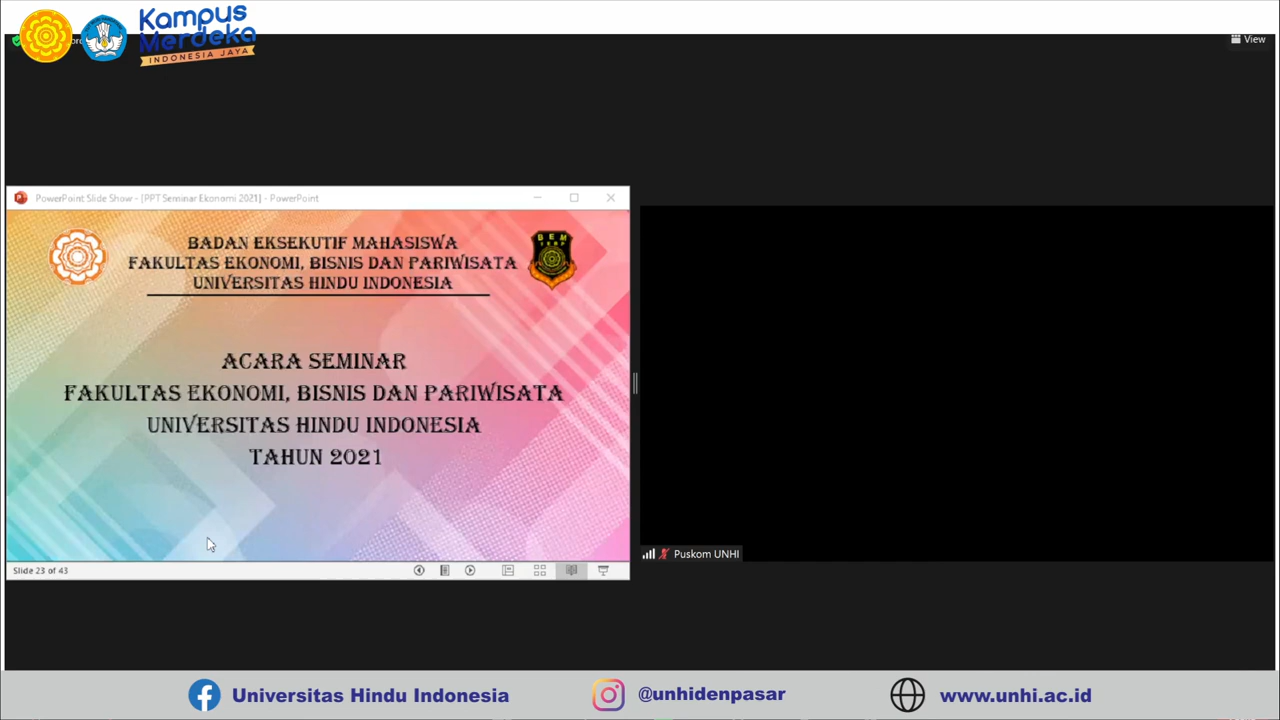 Kampus
Merdeka
INDONESIA JAYA
View
PowerPoint Slide Show - [PPT Seminar Ekonomi 2021] - PowerPoint
BADAN EKSEKUTIF MAHASISWA
FAKULTAS EKONOMI, BISNIS DAN PARIWISATA
UNIVERSITAS HINDU INDONESIA
BEM
FEBP
ACARA SEMINAR
FAKULTAS EKONOMI, BISNIS DAN PARIWISATA
UNIVERSITAS HINDU INDONESIA
TAHUN 2021
Slide 23 of 43
Puskom UNHI
Universitas Hindu Indonesia
@unhidenpasar
www.unhi.ac.id